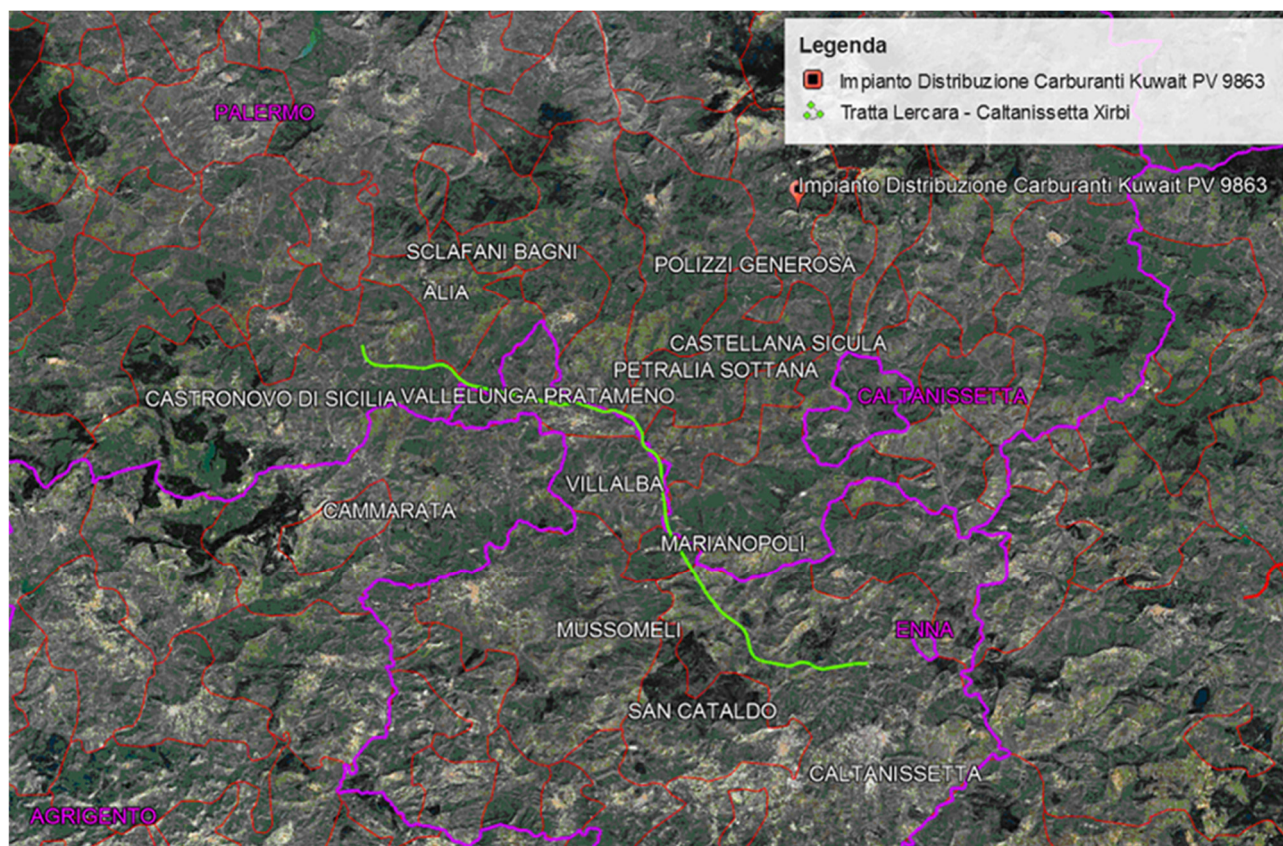 Legenda
Impianto Distribuzione Carburanti Kuwait PV 9863
Tratta Lercara - Caltanissetta Xirbi
PALERMO
Impianto Distribuzione Carburanti Kuwait PV 9863
SCLAFANI BAGNI
POLIZZI GENEROSA
ALIA
CASTELLANA SICULA
PETRALIA SOTTANA
CASTRONOVO DI SICILIA
VALLELUNGA PRATAMENO
CALTANISSETTA
VILLALBA
CAMMARATA
MARIANOPOLI
MUSSOMELI
ENNA
SAN CATALDO
CALTANISSETTA
AGRIGENTO